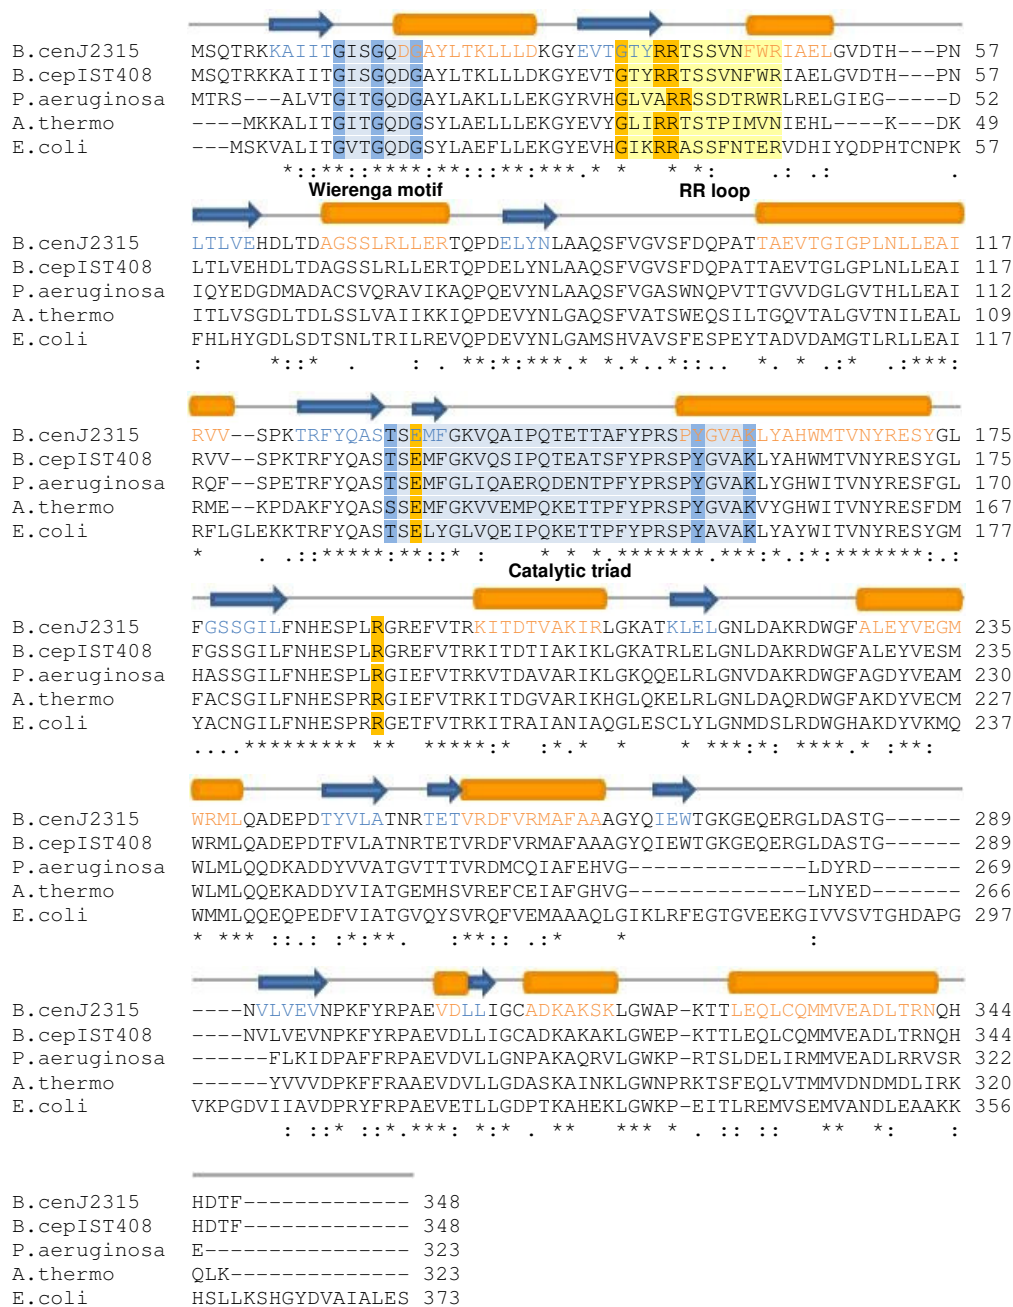 B.cenJ2315 MSQTRKKAIITGISGQDGAYLTKLLLDKGYEVTGTYRRTSSVNFWRIAELGVDTH---PN 57
B.cepIST408 MSQTRKKAIITGISGQDGAYLTKLLLDKGYEVTGTYRRTSSVNFWRIAELGVDTH---PN 57
P.aeruginosa MTRS---ALVTGITGQDGAYLAKLLLEKGYRVHGLVARRSSDTRWRLRELGIEG-----D 52
A.thermo ----MKKALITGITGQDGSYLAELLLEKGYEVYGLIRRTSTPIMVNIEHL----K---DK 49
E.coli ---MSKVALITGVTGQDGSYLAEFLLEKGYEVHGIKRRASSFNTERVDHIYQDPHTCNPK 57
*::**:*****:**:::**:***.* * * *: .: .: .
Wierenga motif RR loop
B.cenJ2315 LTLVEHDLTDAGSSLRLLERTQPDELYNLAAQSFVGVSFDQPATTAEVTGIGPLNLLEAI 117
B.cepIST408 LTLVEHDLTDAGSSLRLLERTQPDELYNLAAQSFVGVSFDQPATTAEVTGLGPLNLLEAI 117
P.aeruginosa IQYEDGDMADACSVQRAVIKAQPQEVYNLAAQSFVGASWNQPVTTGVVDGLGVTHLLEAI 112
A.thermo ITLVSGDLTDLSSLVAIIKKIQPDEVYNLGAQSFVATSWEQSILTGQVTALGVTNILEAL 109
E.coli FHLHYGDLSDTSNLTRILREVQPDEVYNLGAMSHVAVSFESPEYTADVDAMGTLRLLEAI 117
: *::* . : . **:*:***.* *.*..*::.. *. * .:* .:***:
B.cenJ2315 RVV--SPKTRFYQASTSEMFGKVQAIPQTETTAFYPRSPYGVAKLYAHWMTVNYRESYGL 175
B.cepIST408 RVV--SPKTRFYQASTSEMFGKVQSIPQTEATSFYPRSPYGVAKLYAHWMTVNYRESYGL 175
P.aeruginosa RQF--SPETRFYQASTSEMFGLIQAERQDENTPFYPRSPYGVAKLYGHWITVNYRESFGL 170
A.thermo RME--KPDAKFYQASSSEMFGKVVEMPQKETTPFYPRSPYGVAKVYGHWITVNYRESFDM 167
E.coli RFLGLEKKTRFYQASTSELYGLVQEIPQKETTPFYPRSPYAVAKLYAYWITVNYRESYGM 177
* . .::*****:**::* : * * *.*******.***:*.:*:*******:.:
Catalytic triad
B.cenJ2315 FGSSGILFNHESPLRGREFVTRKITDTVAKIRLGKATKLELGNLDAKRDWGFALEYVEGM 235
B.cepIST408 FGSSGILFNHESPLRGREFVTRKITDTIAKIKLGKATRLELGNLDAKRDWGFALEYVESM 235
P.aeruginosa HASSGILFNHESPLRGIEFVTRKVTDAVARIKLGKQQELRLGNVDAKRDWGFAGDYVEAM 230
A.thermo FACSGILFNHESPRRGIEFVTRKITDGVARIKHGLQKELRLGNLDAQRDWGFAKDYVECM 227
E.coli YACNGILFNHESPRRGETFVTRKITRAIANIAQGLESCLYLGNMDSLRDWGHAKDYVKMQ 237
....********* ** *****:* :*.* * * ***:*: ****.* :**:
B.cenJ2315 WRMLQADEPDTYVLATNRTETVRDFVRMAFAAAGYQIEWTGKGEQERGLDASTG------ 289
B.cepIST408 WRMLQADEPDTFVLATNRTETVRDFVRMAFAAAGYQIEWTGKGEQERGLDASTG------ 289
P.aeruginosa WLMLQQDKADDYVVATGVTTTVRDMCQIAFEHVG--------------LDYRD------- 269
A.thermo WLMLQQEKADDYVIATGEMHSVREFCEIAFGHVG--------------LNYED------- 266
E.coli WMMLQQEQPEDFVIATGVQYSVRQFVEMAAAQLGIKLRFEGTGVEEKGIVVSVTGHDAPG 297
* *** ::.: :*:**. :**:: .:* * :
B.cenJ2315 ----NVLVEVNPKFYRPAEVDLLIGCADKAKSKLGWAP-KTTLEQLCQMMVEADLTRNQH 344
B.cepIST408 ----NVLVEVNPKFYRPAEVDLLIGCADKAKAKLGWEP-KTTLEQLCQMMVEADLTRNQH 344
P.aeruginosa ------FLKIDPAFFRPAEVDVLLGNPAKAQRVLGWKP-RTSLDELIRMMVEADLRRVSR 322
A.thermo ------YVVVDPKFFRAAEVDVLLGDASKAINKLGWNPRKTSFEQLVTMMVDNDMDLIRK 320
E.coli VKPGDVIIAVDPRYFRPAEVETLLGDPTKAHEKLGWKP-EITLREMVSEMVANDLEAAKK 356
: ::* ::*.***: *:* . ** *** * . :: :: ** *: :
B.cenJ2315 HDTF------------- 348
B.cepIST408 HDTF------------- 348
P.aeruginosa E---------------- 323
A.thermo QLK-------------- 323
E.coli HSLLKSHGYDVAIALES 373